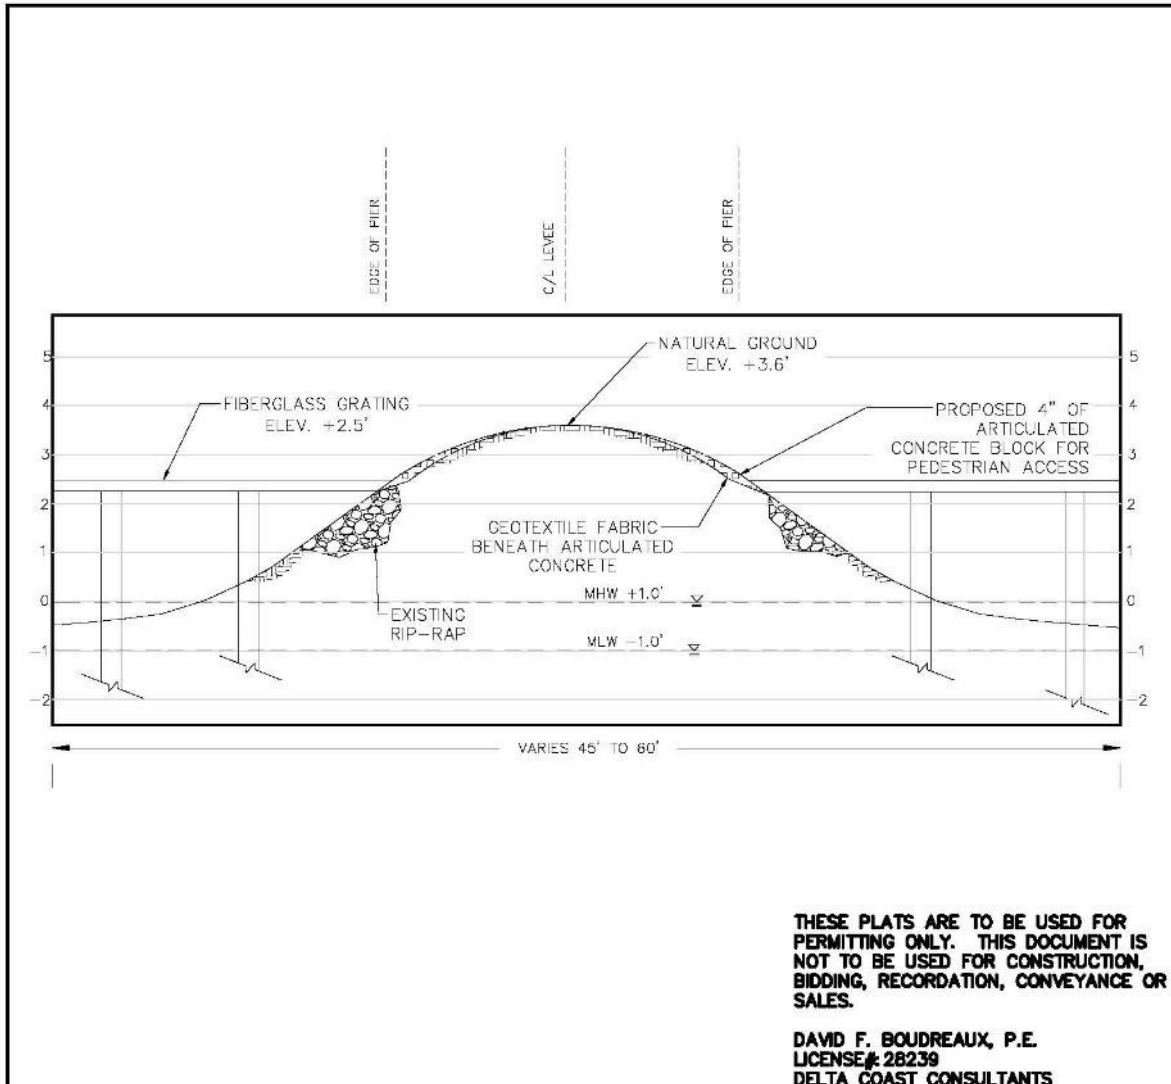 EDGE OF PIER
C/L LEVEE
EDGE OF PIER
NATURAL GROUND
ELEV. +3.6'
FIBERGLASS GRATING
ELEV. +2.5'
PROPOSED 4" OF
ARTICULATED
CONCRETE BLOCK FOR
PEDESTRIAN ACCESS
GEOTEXTILE FABRIC
BENEATH ARTICULATED
CONCRETE
MHW +1.0'
EXISTING
RIP-RAP
MLW -1.0'
5
4
3
2
1
0
-1
-2
5
4
3
2
1
0
-1
-2
VARIES 45' TO 60'
THESE PLATS ARE TO BE USED FOR
PERMITTING ONLY. THIS DOCUMENT IS
NOT TO BE USED FOR CONSTRUCTION,
BIDDING, RECORDATION, CONVEYANCE OR
SALES.
DAVID F. BOUDREAUX, P.E.
LICENSE# 28239
DELTA COAST CONSULTANTS